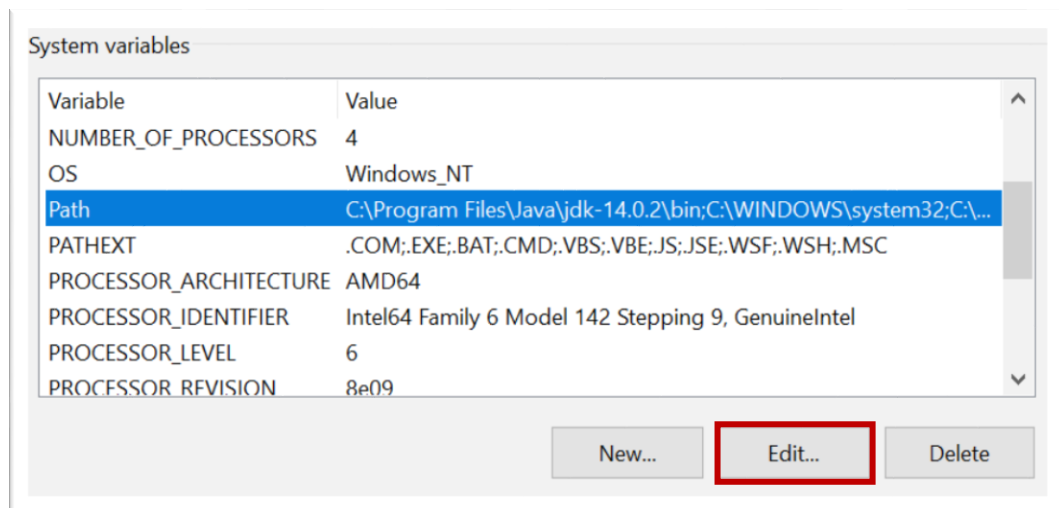 System variables
Variable Value
NUMBER_OF_PROCESSORS 4
OS Windows_NT
Path C:\Program Files\Java\jdk-14.0.2\bin;C:\WINDOWS\system32;C:\...
PATHEXT .COM;.EXE;.BAT;.CMD;.VBS;.VBE;.JS;.JSE;.WSF;.WSH;.MSC
PROCESSOR_ARCHITECTURE AMD64
PROCESSOR_IDENTIFIER Intel64 Family 6 Model 142 Stepping 9, GenuineIntel
PROCESSOR_LEVEL 6
PROCESSOR_REVISION 8e09
New... Edit... Delete